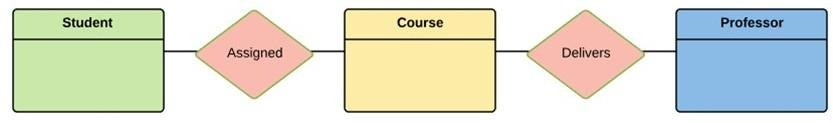 Student
Assigned
Course
Delivers
Professor